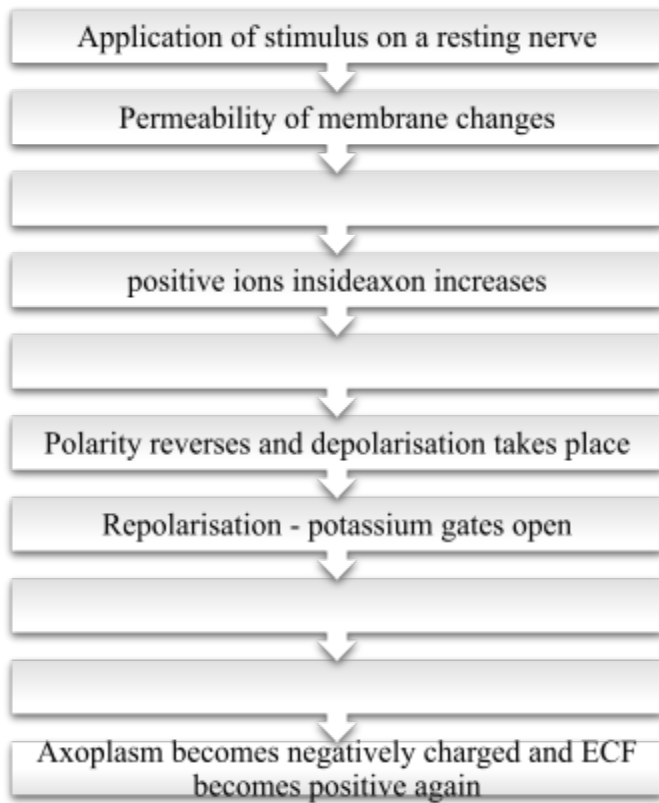 Application of stimulus on a resting nerve
Permeability of membrane changes
positive ions insideaxon increases
Polarity reverses and depolarisation takes place
Repolarisation - potassium gates open
Axoplasm becomes negatively charged and ECF
becomes positive again